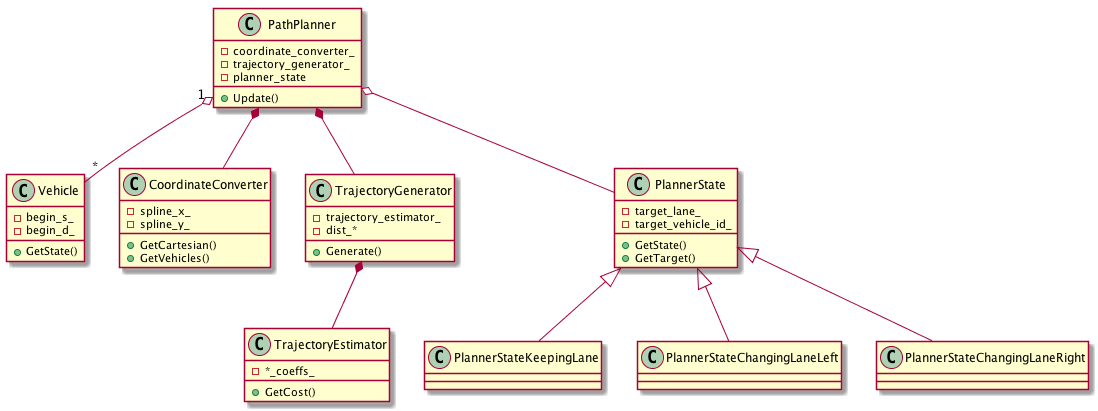 C PathPlanner
coordinate_converter_
trajectory_generator_
planner_state
Update()
1
*
C Vehicle
begin_s_
begin_d_
GetState()
C CoordinateConverter
spline_x_
spline_y_
GetCartesian()
GetVehicles()
C TrajectoryGenerator
trajectory_estimator_
dist_*
Generate()
C PlannerState
target_lane_
target_vehicle_id_
GetState()
GetTarget()
C TrajectoryEstimator
*_coeffs_
GetCost()
C PlannerStateKeepingLane
C PlannerStateChangingLaneLeft
C PlannerStateChangingLaneRight